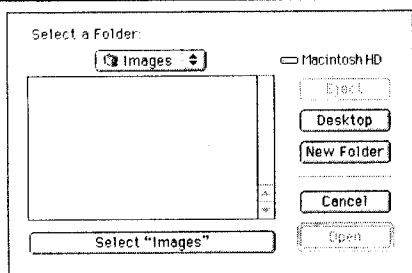 Select a Folder:
Images
Macintosh HD
Eject
Desktop
New Folder
Cancel
Select “Images”
Open